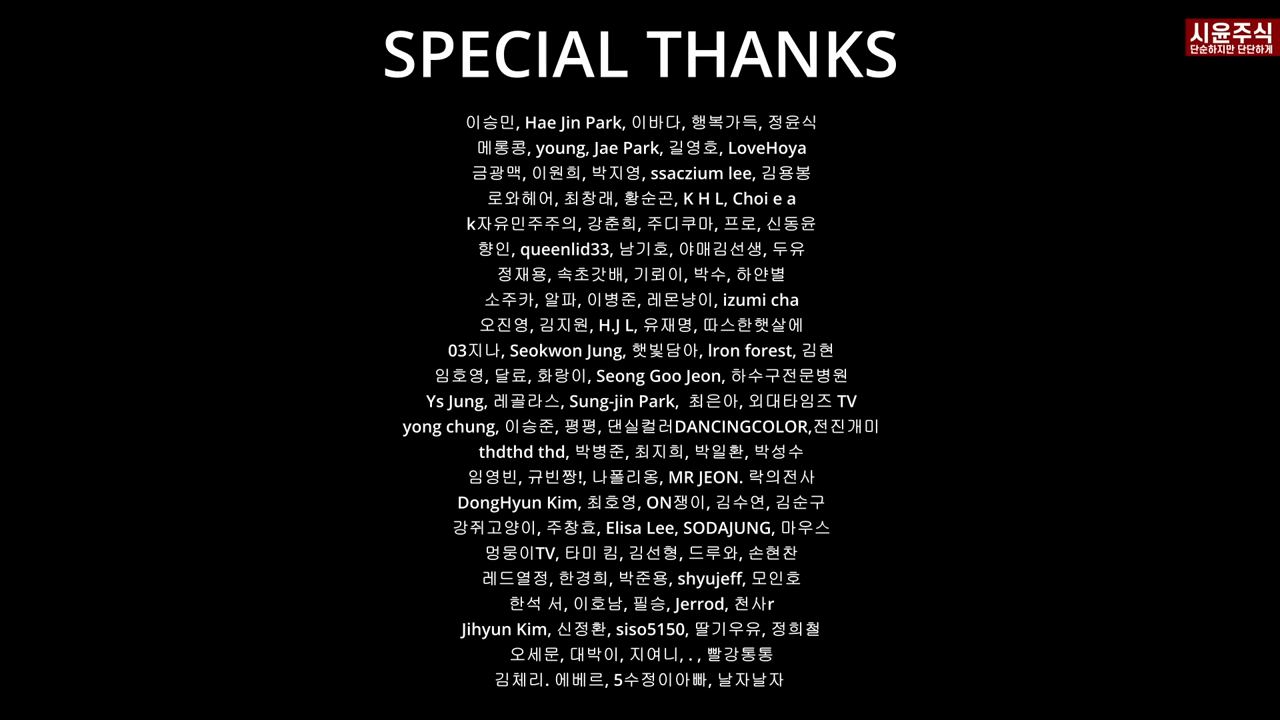 SPECIAL THANKS
시윤주식
단순하지만 단단하게
이승민, Hae Jin Park, 이바다, 행복가득, 정윤식
메롱콩, young, Jae Park, 길영호, LoveHoya
금광맥, 이원희, 박지영, ssaczium lee, 김용봉
로와헤어, 최창래, 황순곤, K H L, Choi e a
k자유민주주의, 강춘희, 주디쿠마, 프로, 신동윤
향인, queenlid33, 남기호, 야매김선생, 두유
정재용, 속초갓배, 기뢰이, 박수, 하얀별
소주카, 알파, 이병준, 레몬냥이, izumi cha
오진영, 김지원, H.J L, 유재명, 따스한햇살에
03지나, Seokwon Jung, 햇빛담아, lron forest, 김현
임호영, 달료, 화랑이, Seong Goo Jeon, 하수구전문병원
Ys Jung, 레골라스, Sung-jin Park, 최은아, 외대타임즈 TV
yong chung, 이승준, 평평, 댄싱컬러DANCINGCOLOR,전진개미
thdthd thd, 박병준, 최지희, 박일환, 박성수
임영빈, 규빈짱!, 나폴리옹, MR JEON. 락의전사
DongHyun Kim, 최호영, ON쟁이, 김수연, 김순구
강쥐고양이, 주창효, Elisa Lee, SODAJUNG, 마우스
멍뭉이TV, 타미 킴, 김선형, 드루와, 손현찬
레드열정, 한경희, 박준용, shyujeff, 모인호
한석 서, 이호남, 필승, Jerrod, 천사r
Jihyun Kim, 신정환, siso5150, 딸기우유, 정희철
오세문, 대박이, 지여니, . , 빨강통통
김체리. 에베르, 5수정이아빠, 날자날자